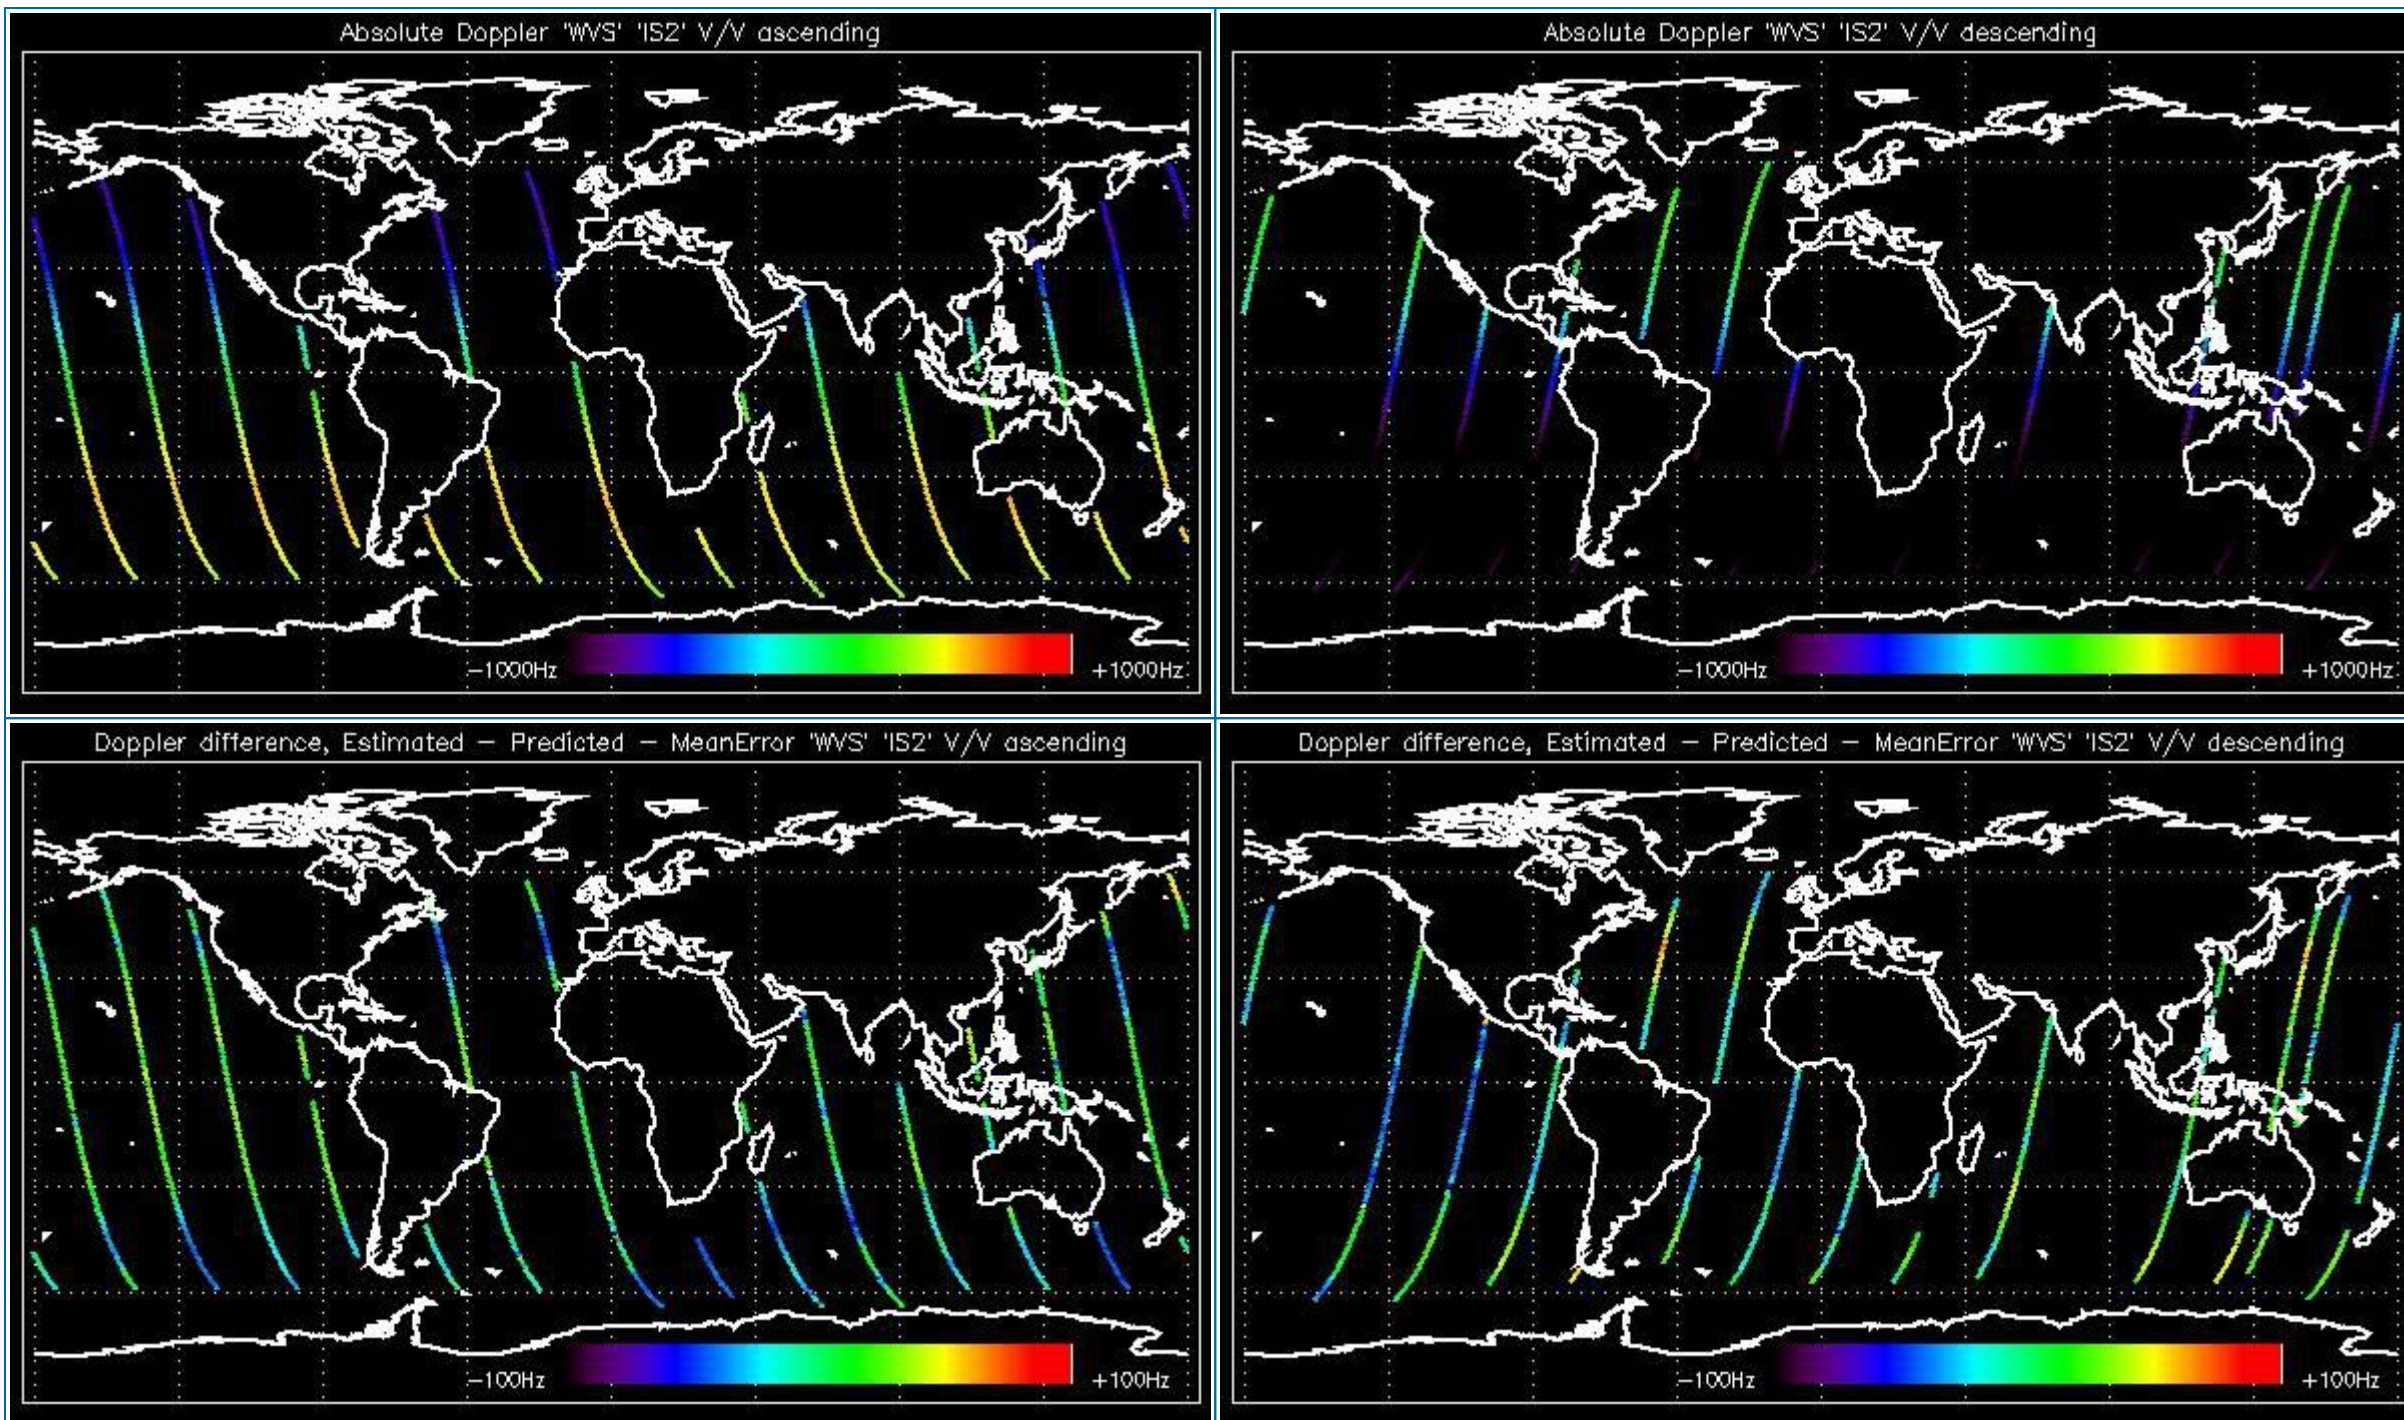 Absolute Doppler 'WVS' 'IS2' V/V ascending
−1000Hz
+1000Hz
Absolute Doppler 'WVS' 'IS2' V/V descending
−1000Hz
+1000Hz
Doppler difference, Estimated − Predicted − MeanError 'WVS' 'IS2' V/V ascending
−100Hz
+100Hz
Doppler difference, Estimated − Predicted − MeanError 'WVS' 'IS2' V/V descending
−100Hz
+100Hz